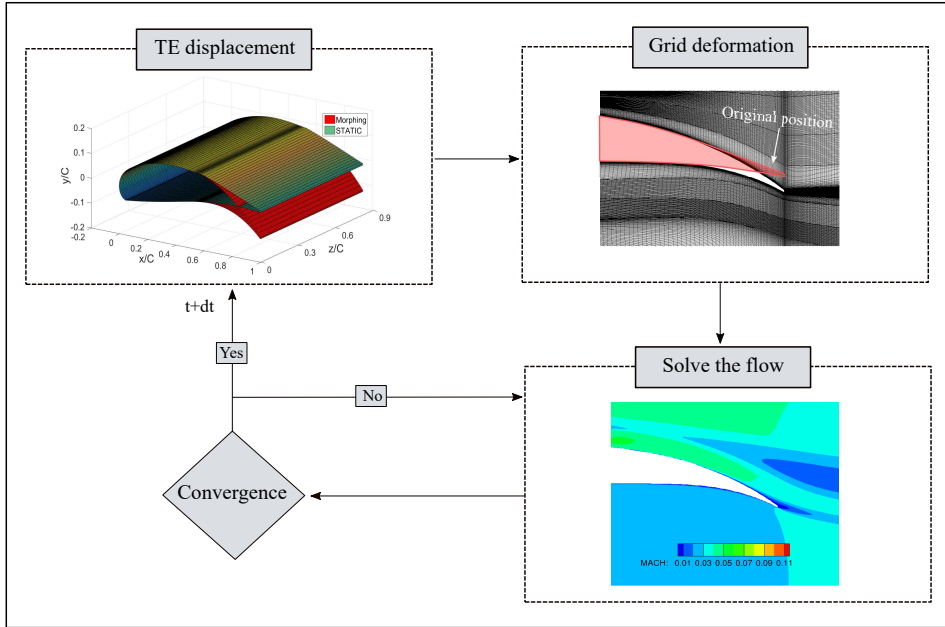 TE displacement
Grid deformation
Morphing
STATIC
0.2
0.1
0
-0.1
-0.2
y/C
-0.2
0
0.2
0.4
0.6
0.8
1
x/C
0
0.3
0.6
0.9
z/C
Original position
t+dt
Yes
No
Solve the flow
Convergence
MACH: 0.01 0.03 0.05 0.07 0.09 0.11